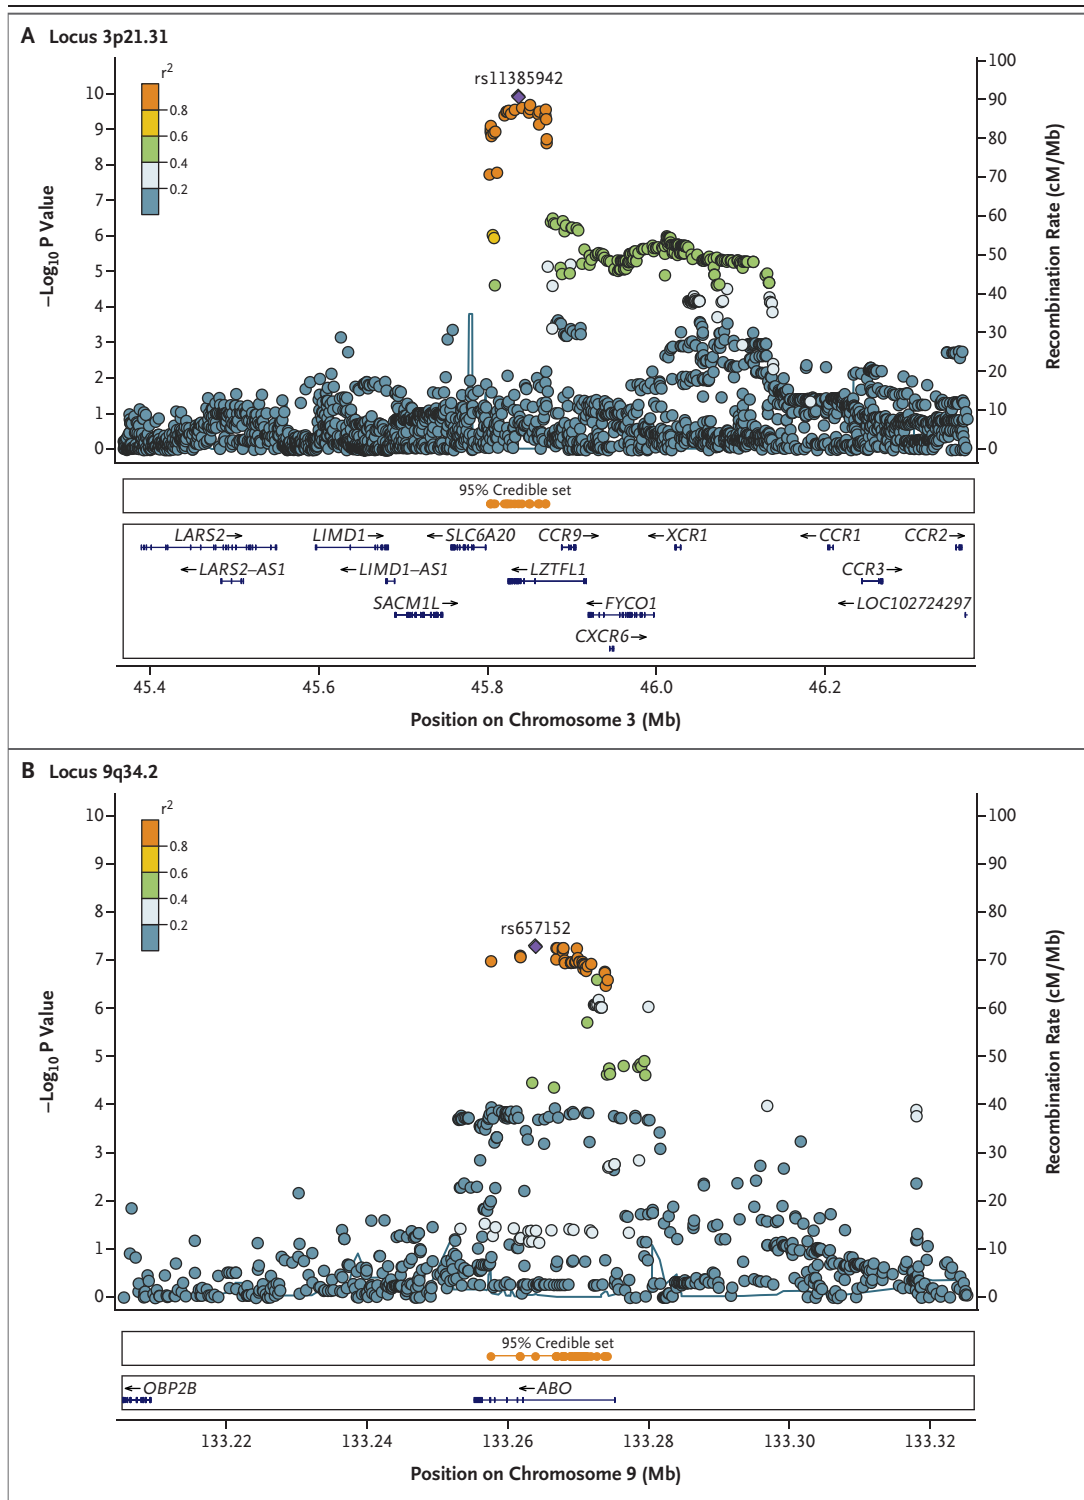 A Locus 3p21.31
r2
0.8
0.6
0.4
0.2
rs11385942
10
9
8
7
6
5
4
3
2
1
0
−Log10 P Value
100
90
80
70
60
50
40
30
20
10
0
Recombination Rate (cM/Mb)
95% Credible set
LARS2→ LIMD1→ ←SLC6A20 CCR9→ ←XCR1 ←CCR1 CCR2→
←LARS2–AS1 ←LIMD1–AS1 ←LZTFL1 CCR3→
SACM1L→ ←FYCO1 ←LOC102724297
CXCR6→
45.4 45.6 45.8 46.0 46.2
Position on Chromosome 3 (Mb)
B Locus 9q34.2
r2
0.8
0.6
0.4
0.2
rs657152
10
9
8
7
6
5
4
3
2
1
0
−Log10 P Value
100
90
80
70
60
50
40
30
20
10
0
Recombination Rate (cM/Mb)
95% Credible set
←OBP2B ←ABO
133.22 133.24 133.26 133.28 133.30 133.32
Position on Chromosome 9 (Mb)